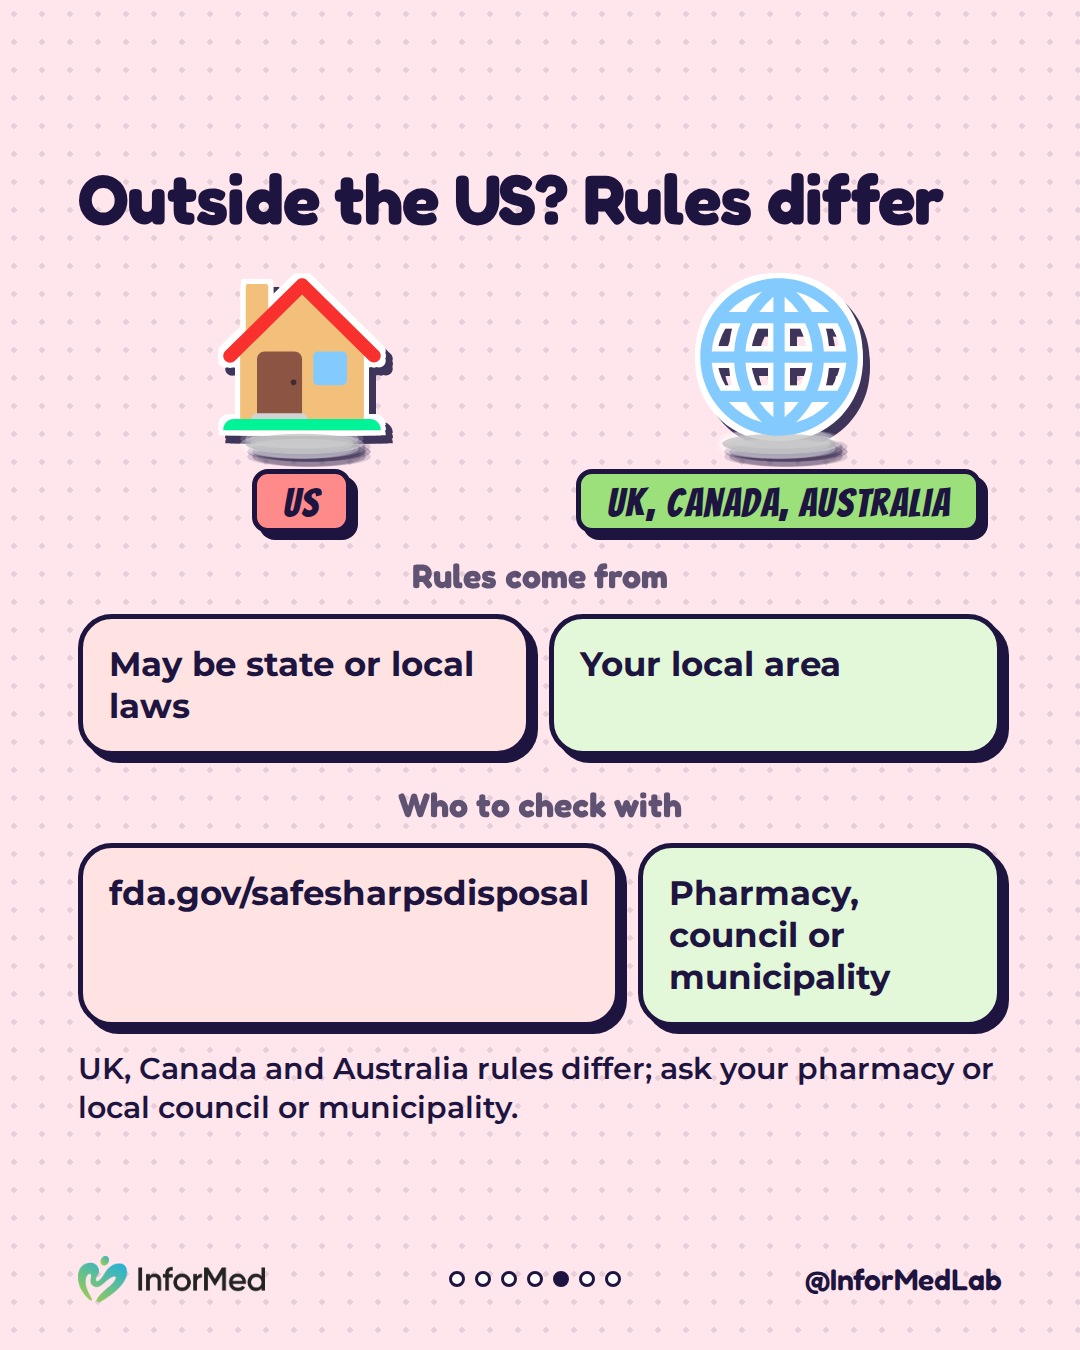 Outside the US? Rules differ
US
UK, CANADA, AUSTRALIA
Rules come from
May be state or local
laws
Your local area
Who to check with
fda.gov/safesharpsdisposal
Pharmacy,
council or
municipality
UK, Canada and Australia rules differ; ask your pharmacy or
local council or municipality.
InforMed
@InforMedLab